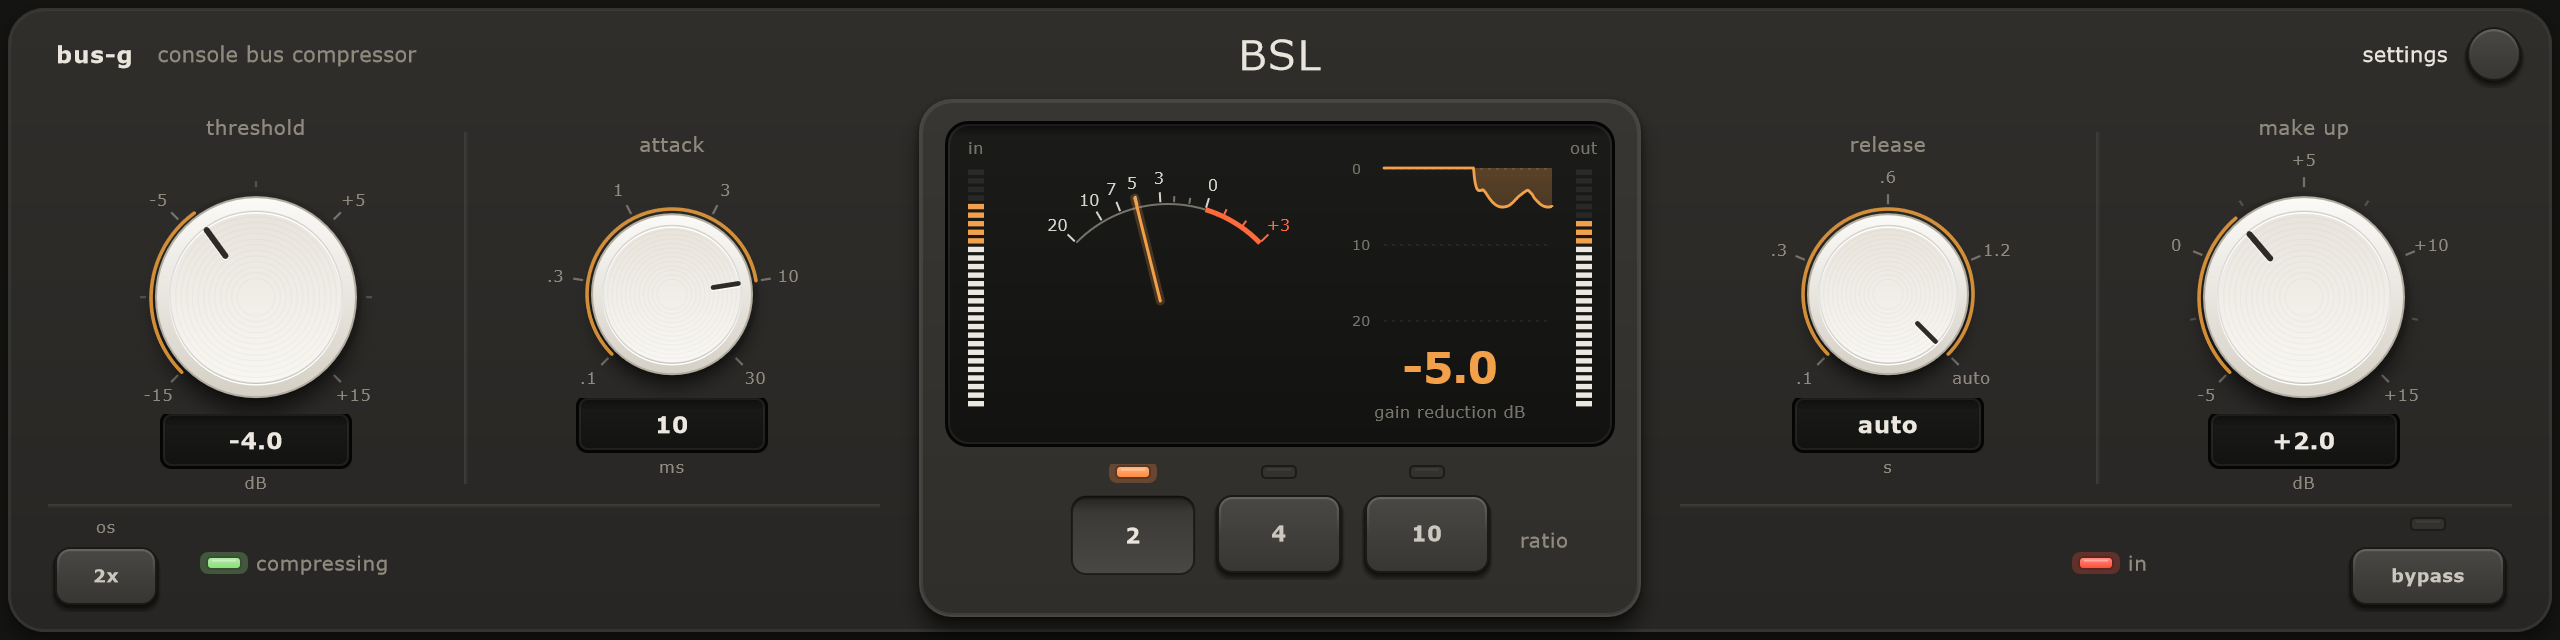 bus-g console bus compressor
BSL
settings
threshold
-5
+5
-15
+15
-4.0
dB
attack
1
3
.3
10
.1
30
10
ms
in
out
20
10
7
5
3
0
+3
0
10
20
-5.0
gain reduction dB
2
4
10
ratio
release
.6
.3
1.2
.1
auto
auto
s
make up
+5
0
+10
-5
+15
+2.0
dB
os
2x
compressing
in
bypass